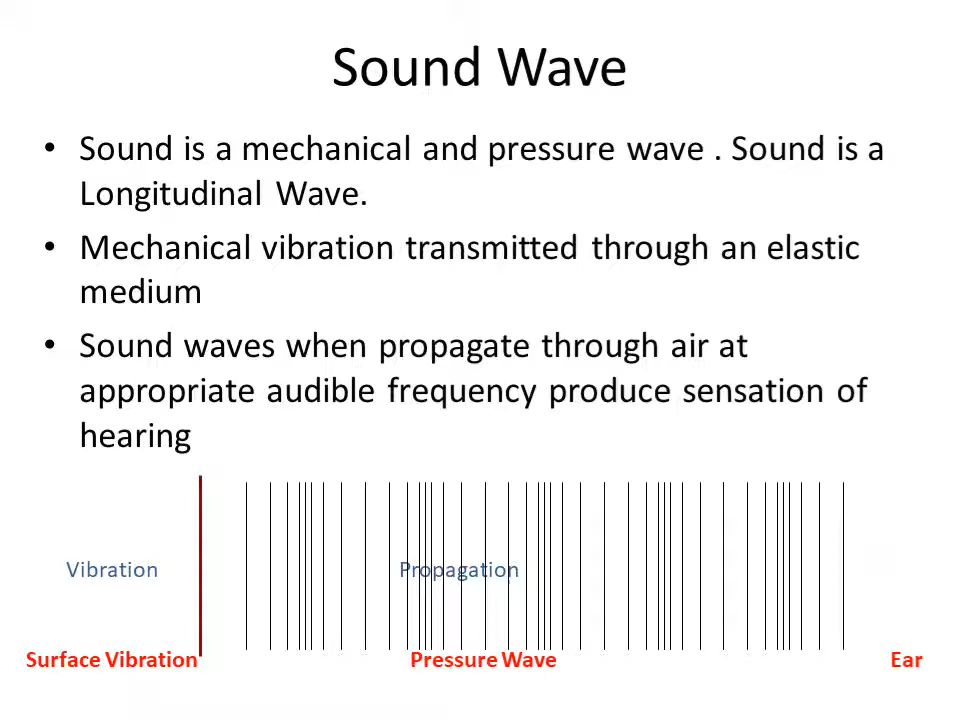 Sound Wave
• Sound is a mechanical and pressure wave . Sound is a
Longitudinal Wave.
• Mechanical vibration transmitted through an elastic
medium
• Sound waves when propagate through air at
appropriate audible frequency produce sensation of
hearing
Vibration Propagation
Surface Vibration Pressure Wave Ear